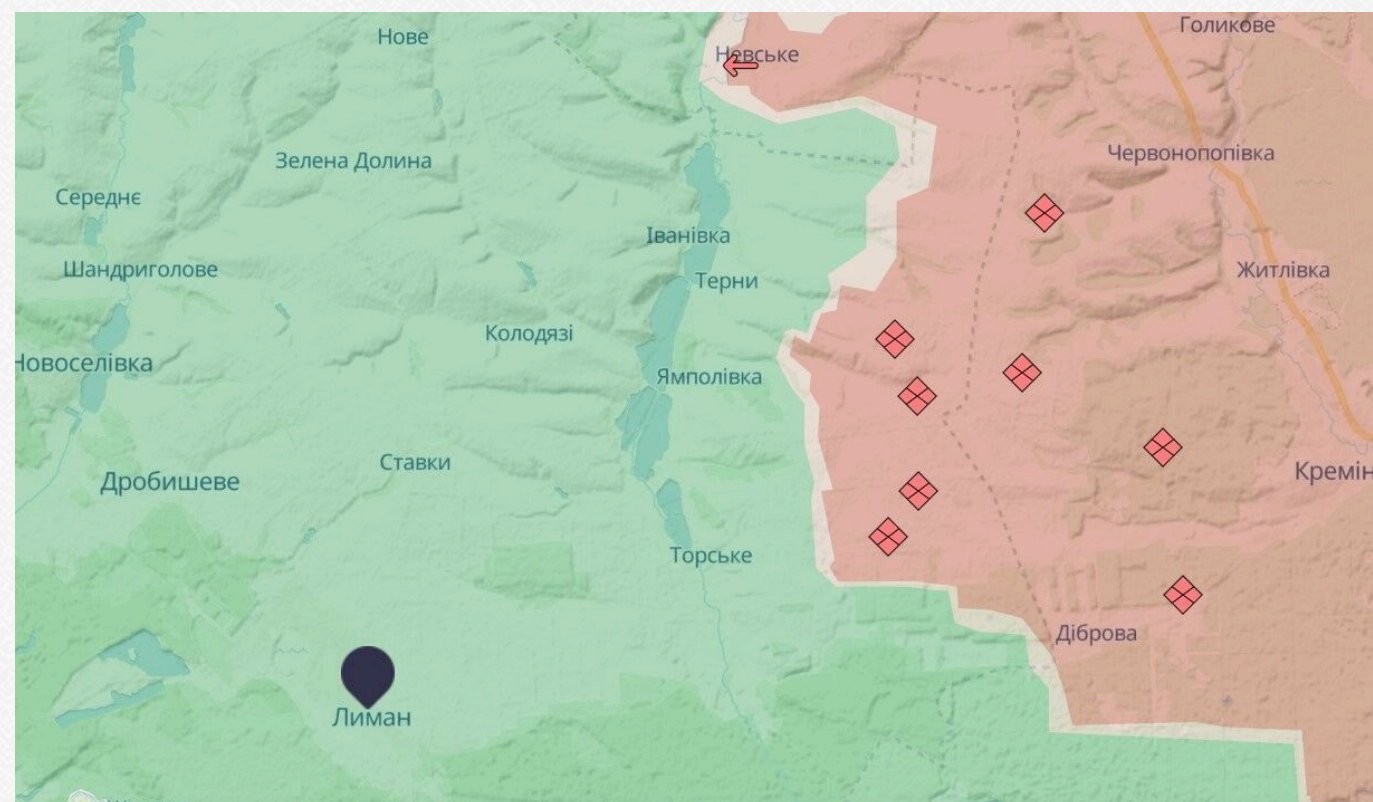 Голикове
Нове
Невське
Червонопопівка
Зелена Долина
Середнє
Іванівка
Шандриголове
Житлівка
Терни
Колодязі
Новоселівка
Ямполівка
Ставки
Кремін
Дробишеве
Торське
Діброва
Лиман